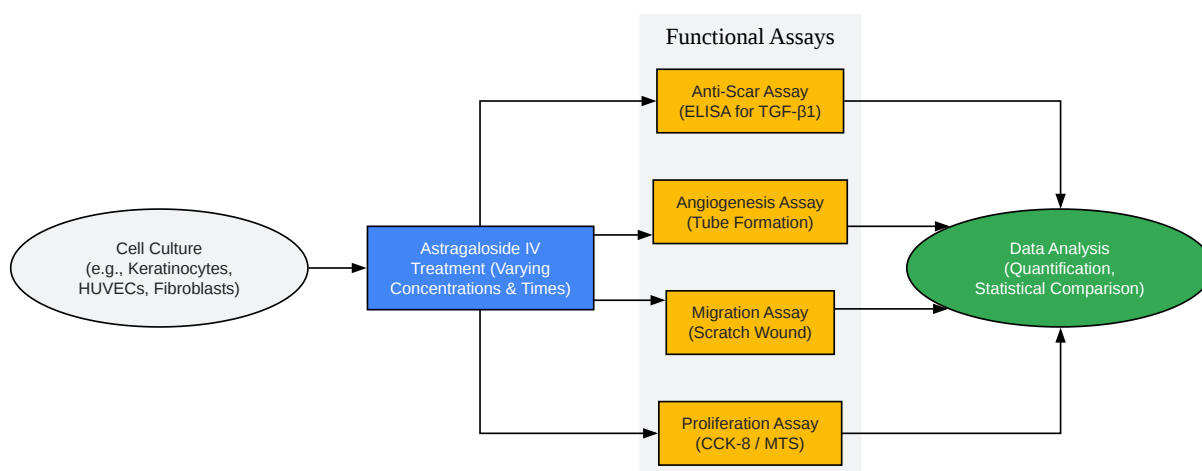 Functional Assays
Anti-Scar Assay
(ELISA for TGF-β1)
Angiogenesis Assay
(Tube Formation)
Cell Culture
(e.g., Keratinocytes,
HUVECs, Fibroblasts)
Astragaloside IV
Treatment (Varying
Concentrations & Times)
Data Analysis
(Quantification,
Statistical Comparison)
Migration Assay
(Scratch Wound)
Proliferation Assay
(CCK-8 / MTS)